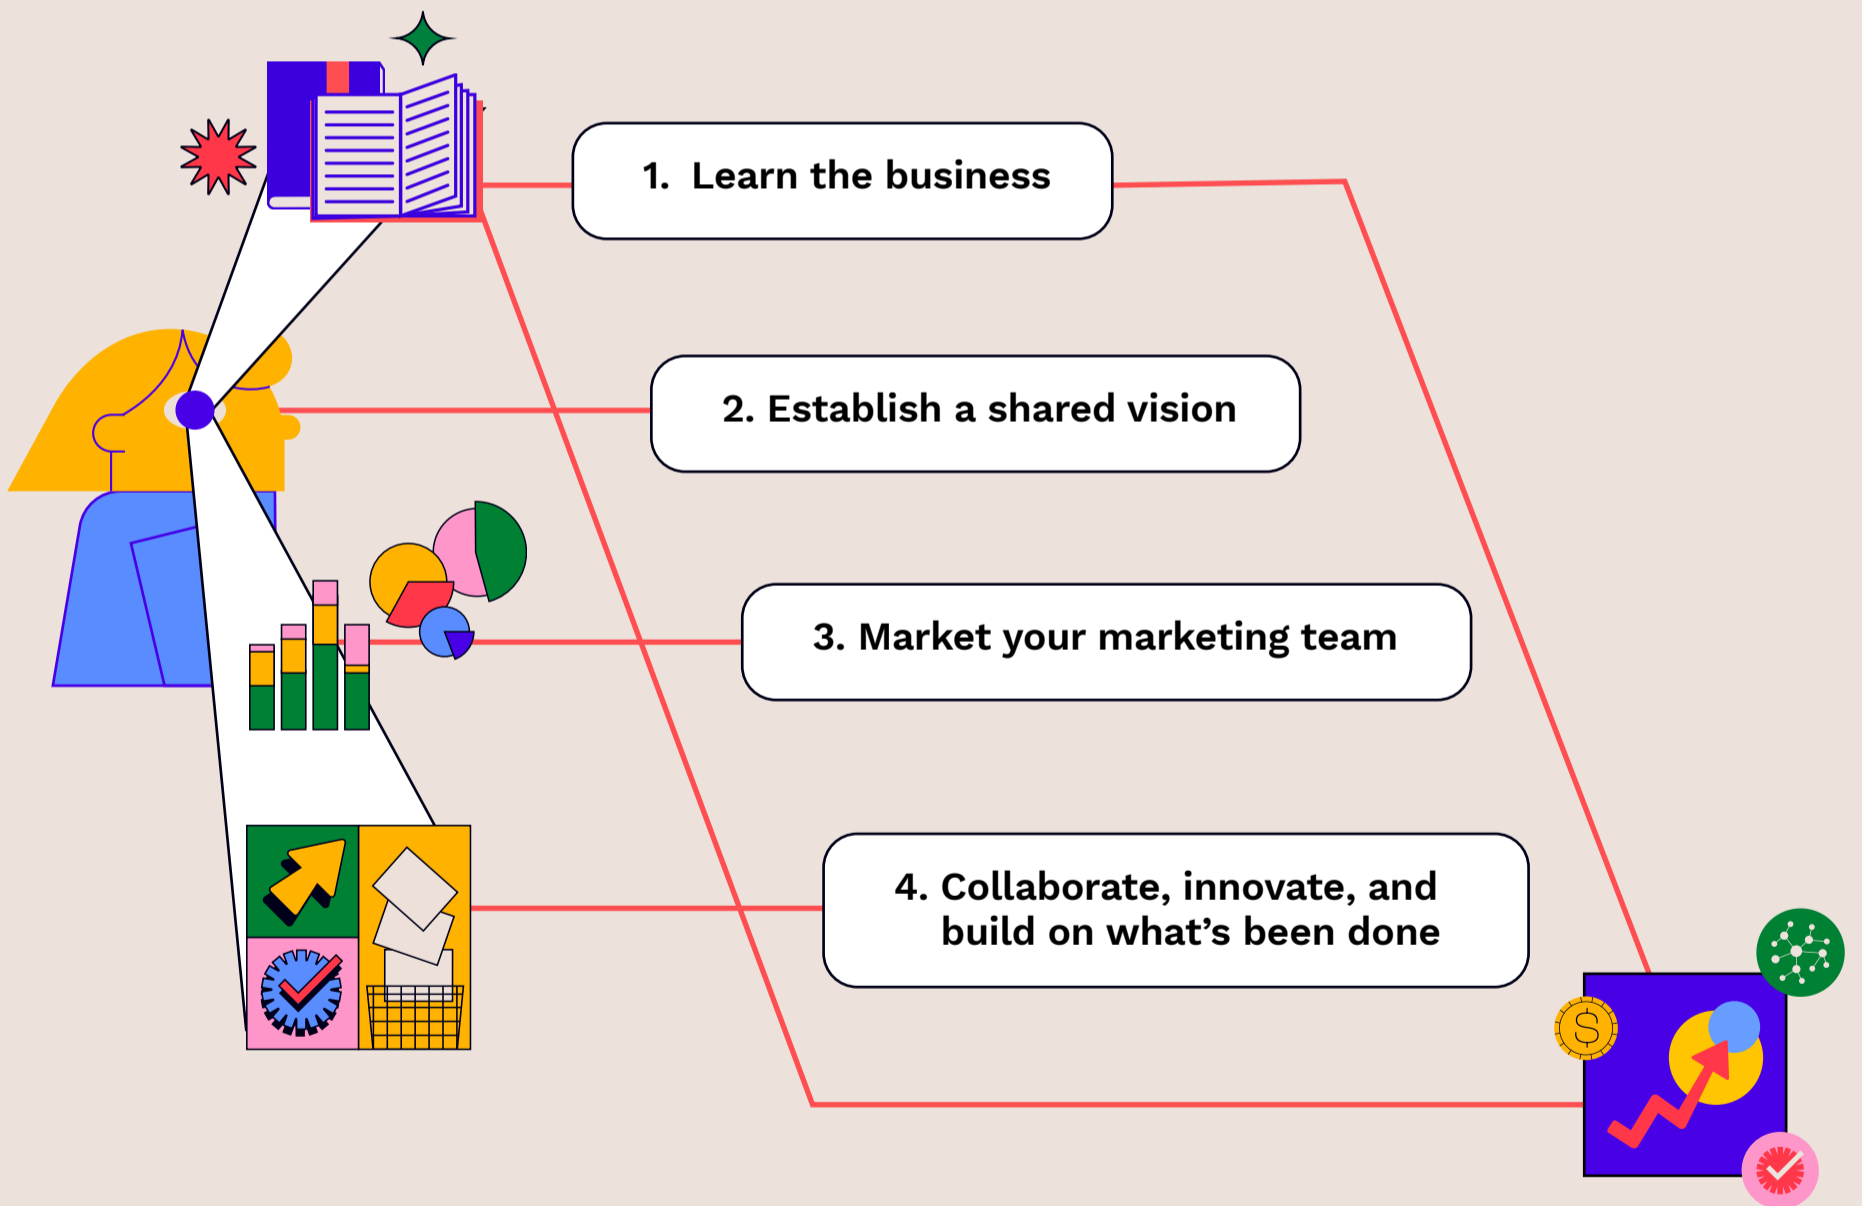 1. Learn the business
2. Establish a shared vision
3. Market your marketing team
4. Collaborate, innovate, and
build on what’s been done
$